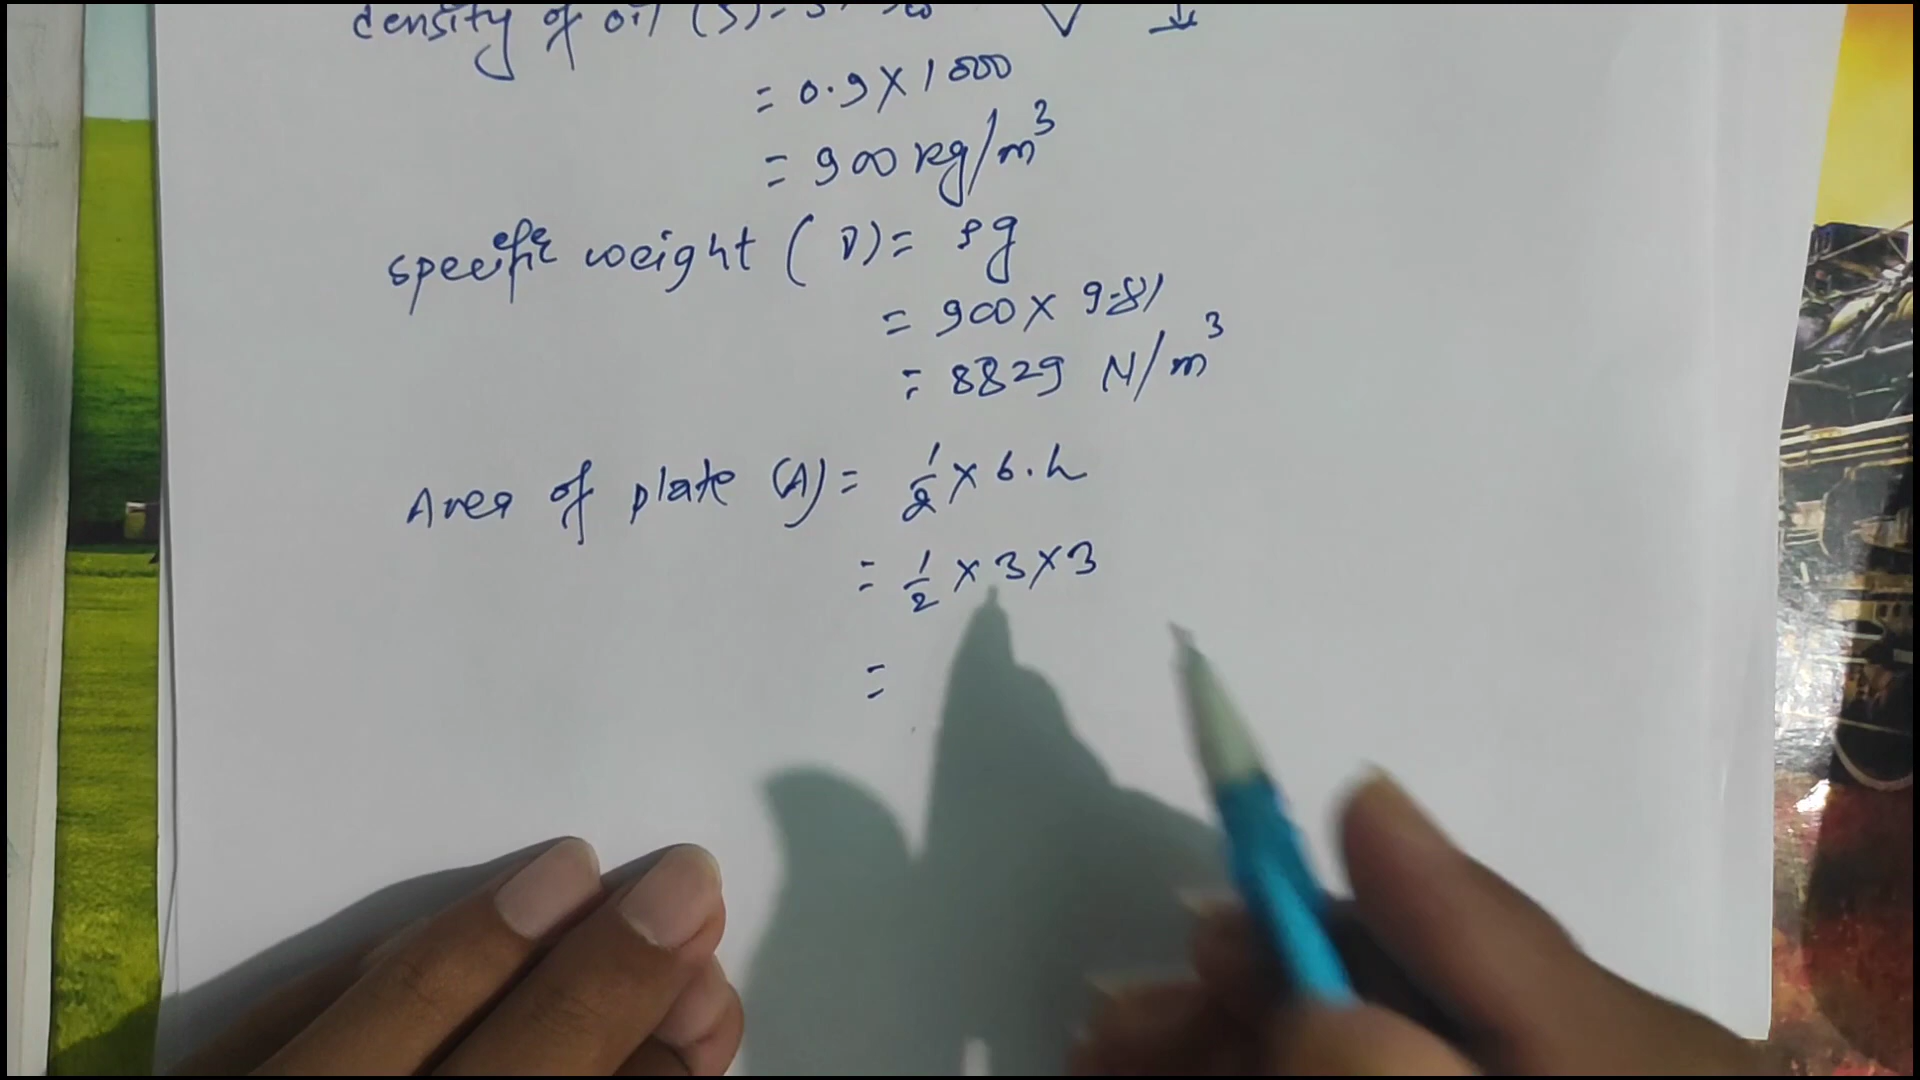 density of oil (S) =
= 0.9 X 1000
= 900 kg/m³
specific weight ( γ) = ρg
= 900 X 9.81
= 8829 N/m³
Area of plate (A) = 1/2 X b.h
= 1/2 X 3 X 3
=